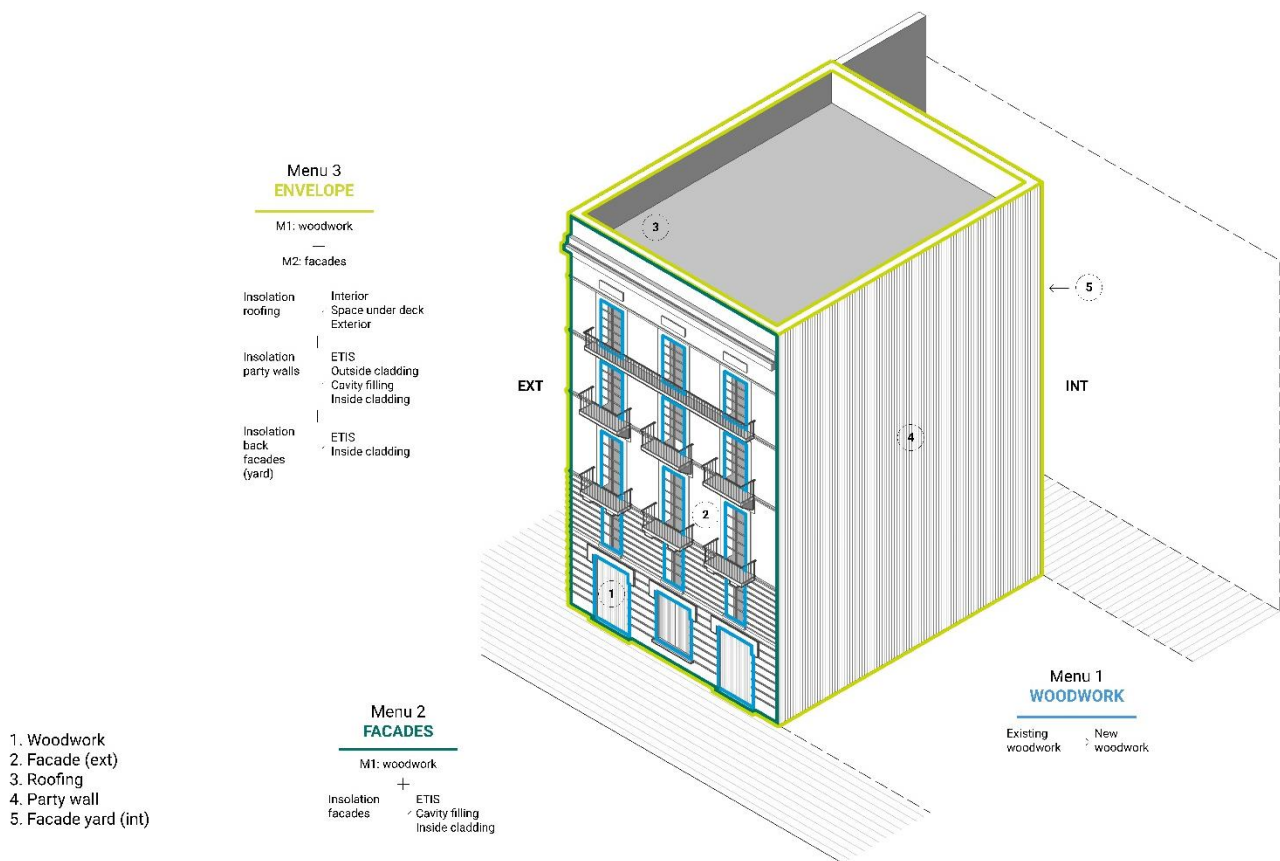 Menu 3
ENVELOPE
M1: woodwork
—
M2: facades
Insolation
roofing
Interior
Space under deck
Exterior
Insolation
party walls
ETIS
Outside cladding
Cavity filling
Inside cladding
Insolation
back
facades
(yard)
ETIS
Inside cladding
EXT
INT
3
5
4
2
1
Menu 1
WOODWORK
Existing
woodwork
New
woodwork
Menu 2
FACADES
M1: woodwork
+
Insolation
facades
ETIS
Cavity filling
Inside cladding
1. Woodwork
2. Facade (ext)
3. Roofing
4. Party wall
5. Facade yard (int)